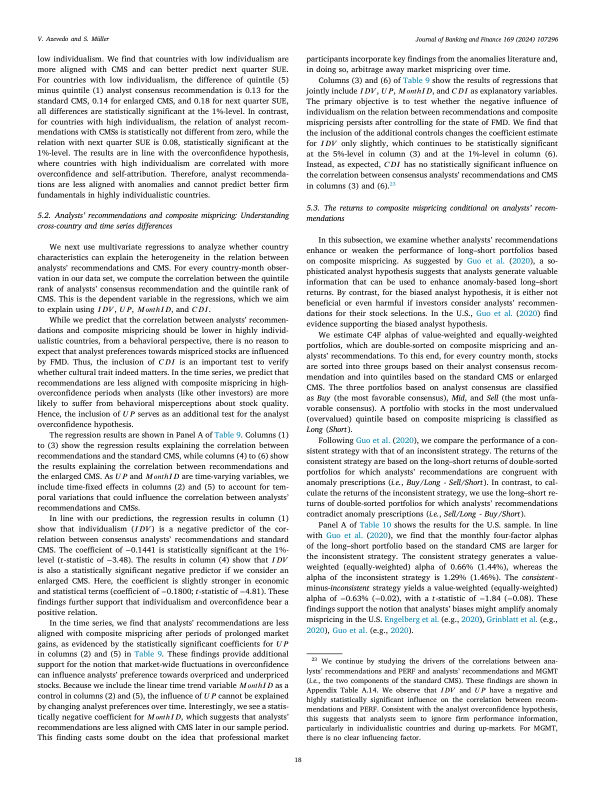 V. Azevedo and S. Müller
Journal of Banking and Finance 169 (2024) 107296
low individualism. We find that countries with low individualism are
more aligned with CMS and can better predict next quarter SUE.
For countries with low individualism, the difference of quintile (5)
minus quintile (1) analyst consensus recommendation is 0.13 for the
standard CMS, 0.14 for enlarged CMS, and 0.18 for next quarter SUE,
all differences are statistically significant at the 1%-level. In contrast,
for countries with high individualism, the relation of analyst recom-
mendations with CMSs is statistically not different from zero, while the
relation with next quarter SUE is 0.08, statistically significant at the
1%-level. The results are in line with the overconfidence hypothesis,
where countries with high individualism are correlated with more
overconfidence and self-attribution. Therefore, analyst recommenda-
tions are less aligned with anomalies and cannot predict better firm
fundamentals in highly individualistic countries.
5.2. Analysts' recommendations and composite mispricing: Understanding
cross-country and time series differences
We next use multivariate regressions to analyze whether country
characteristics can explain the heterogeneity in the relation between
analysts' recommendations and CMS. For every country-month obser-
vation in our data set, we compute the correlation between the quintile
rank of analysts' consensus recommendation and the quintile rank of
CMS. This is the dependent variable in the regressions, which we aim
to explain using IDV, UP, MonthID, and CDI.
While we predict that the correlation between analysts' recommen-
dations and composite mispricing should be lower in highly individ-
ualistic countries, from a behavioral perspective, there is no reason to
expect that analyst preferences towards mispriced stocks are influenced
by FMD. Thus, the inclusion of CDI is an important test to verify
whether cultural trait indeed matters. In the time series, we predict that
recommendations are less aligned with composite mispricing in high-
overconfidence periods when analysts (like other investors) are more
likely to suffer from behavioral misperceptions about stock quality.
Hence, the inclusion of UP serves as an additional test for the analyst
overconfidence hypothesis.
The regression results are shown in Panel A of Table 9. Columns (1)
to (3) show the regression results explaining the correlation between
recommendations and the standard CMS, while columns (4) to (6) show
the results explaining the correlation between recommendations and
the enlarged CMS. As UP and MonthID are time-varying variables, we
include time-fixed effects in columns (2) and (5) to account for tem-
poral variations that could influence the correlation between analysts'
recommendations and CMSs.
In line with our predictions, the regression results in column (1)
show that individualism (IDV) is a negative predictor of the cor-
relation between consensus analysts' recommendations and standard
CMS. The coefficient of −0.1441 is statistically significant at the 1%-
level (t-statistic of −3.48). The results in column (4) show that IDV
is also a statistically significant negative predictor if we consider an
enlarged CMS. Here, the coefficient is slightly stronger in economic
and statistical terms (coefficient of −0.1800; t-statistic of −4.81). These
findings further support that individualism and overconfidence bear a
positive relation.
In the time series, we find that analysts' recommendations are less
aligned with composite mispricing after periods of prolonged market
gains, as evidenced by the statistically significant coefficients for UP
in columns (2) and (5) in Table 9. These findings provide additional
support for the notion that market-wide fluctuations in overconfidence
can influence analysts' preference towards overpriced and underpriced
stocks. Because we included the linear time trend variable MonthID as a
control in columns (2) and (5), the influence of UP cannot be explained
by changing analyst preferences over time. Interestingly, we see a statis-
tically negative coefficient for MonthID, which suggests that analysts'
recommendations are less aligned with CMS later in our sample period.
This finding casts some doubt on the idea that professional market
participants incorporate key findings from the anomalies literature and,
in doing so, arbitrage away market mispricing over time.
Columns (3) and (6) of Table 9 show the results of regressions that
jointly include IDV, UP, MonthID, and CDI as explanatory variables.
The primary objective is to test whether the negative influence of
individualism on the relation between recommendations and composite
mispricing persists after controlling for the state of FMD. We find that
the inclusion of the additional controls changes the coefficient estimate
for IDV only slightly, which continues to be statistically significant
at the 5%-level in column (3) and at the 1%-level in column (6).
Instead, as expected, CDI has no statistically significant influence on
the correlation between consensus analysts' recommendations and CMS
in columns (3) and (6).23
5.3. The returns to composite mispricing conditional on analysts' recom-
mendations
In this subsection, we examine whether analysts' recommendations
enhance or weaken the performance of long–short portfolios based
on composite mispricing. As suggested by Guo et al. (2020), a so-
phisticated analyst hypothesis suggests that analysts generate valuable
information that can be used to enhance anomaly-based long–short
returns. By contrast, for the biased analyst hypothesis, it is either not
beneficial or even harmful if investors consider analysts' recommen-
dations for their stock selections. In the U.S., Guo et al. (2020) find
evidence supporting the biased analyst hypothesis.
We estimate C4F alphas of value-weighted and equally-weighted
portfolios, which are double-sorted on composite mispricing and an-
alysts' recommendations. To this end, for every country month, stocks
are sorted into three groups based on their analyst consensus recom-
mendation and into quintiles based on the standard CMS or enlarged
CMS. The three portfolios based on analyst consensus are classified
as Buy (the most favorable consensus), Mid, and Sell (the most unfa-
vorable consensus). A portfolio with stocks in the most undervalued
(overvalued) quintile based on composite mispricing is classified as
Long (Short).
Following Guo et al. (2020), we compare the performance of a con-
sistent strategy with that of an inconsistent strategy. The returns of the
consistent strategy are based on the long–short returns of double-sorted
portfolios for which analysts' recommendations are congruent with
anomaly prescriptions (i.e., Buy/Long - Sell/Short). In contrast, to cal-
culate the returns of the inconsistent strategy, we use the long–short re-
turns of double-sorted portfolios for which analysts' recommendations
contradict anomaly prescriptions (i.e., Sell/Long - Buy/Short).
Panel A of Table 10 shows the results for the U.S. sample. In line
with Guo et al. (2020), we find that the monthly four-factor alphas
of the long–short portfolio based on the standard CMS are larger for
the inconsistent strategy. The consistent strategy generates a value-
weighted (equally-weighted) alpha of 0.66% (1.44%), whereas the
alpha of the inconsistent strategy is 1.29% (1.46%). The consistent-
minus-inconsistent strategy yields a value-weighted (equally-weighted)
alpha of −0.63% (−0.02), with a t-statistic of −1.84 (−0.08). These
findings support the notion that analysts' biases might amplify anomaly
mispricing in the U.S. Engelberg et al. (e.g., 2020), Grinblatt et al. (e.g.,
2020), Guo et al. (e.g., 2020).
23 We continue by studying the drivers of the correlations between ana-
lysts' recommendations and PERF and analysts' recommendations and MGMT
(i.e., the two components of the standard CMS). These findings are shown in
Appendix Table A.14. We observe that IDV and UP have a negative and
highly statistically significant influence on the correlation between recom-
mendations and PERF. Consistent with the analyst overconfidence hypothesis,
this suggests that analysts seem to ignore firm performance information,
particularly in individualistic countries and during up-markets. For MGMT,
there is no clear influencing factor.
18